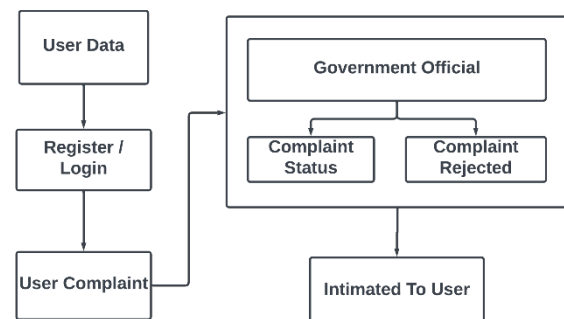 User Data
Register /
Login
User Complaint
Government Official
Complaint
Status
Complaint
Rejected
Intimated To User